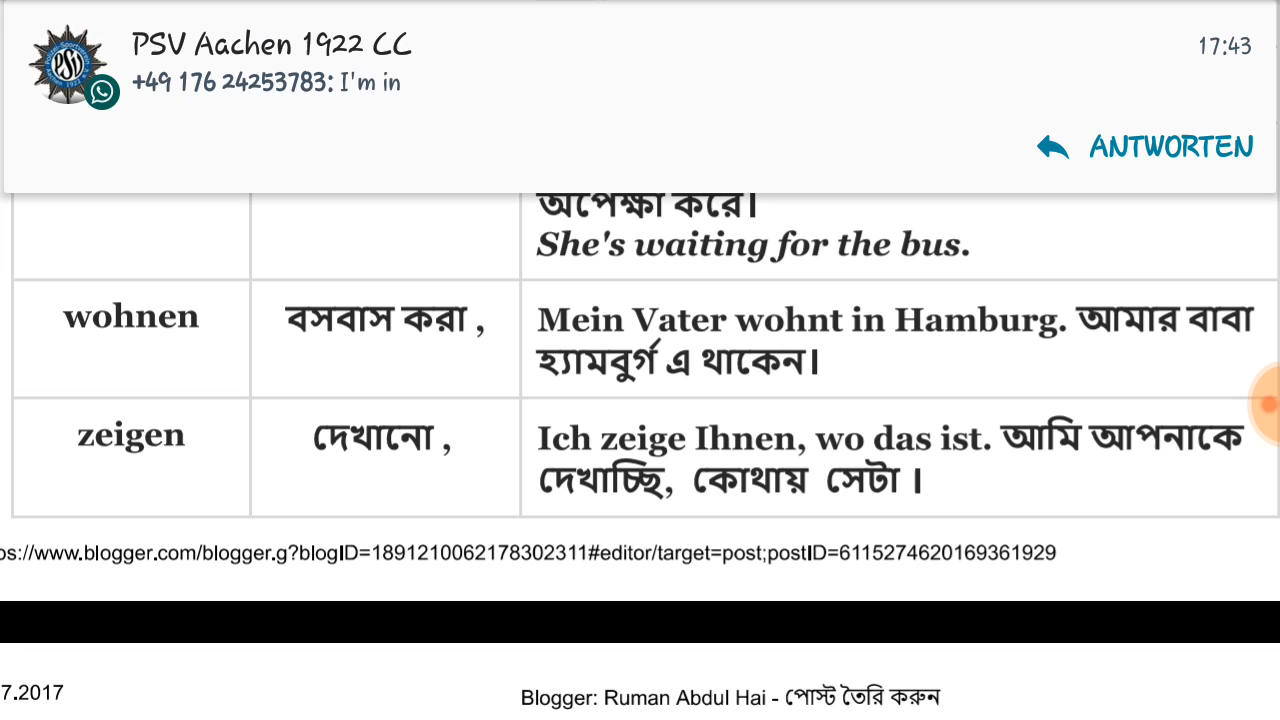 PSV Aachen 1922 CC
17:43
+49 176 24253783: I'm in
ANTWORTEN
অপেক্ষা করে।
She's waiting for the bus.
wohnen
বসবাস করা ,
Mein Vater wohnt in Hamburg. আমার বাবা
হ্যামবুর্গ এ থাকেন।
zeigen
দেখানো ,
Ich zeige Ihnen, wo das ist. আমি আপনাকে
দেখাচ্ছি, কোথায় সেটা ।
ps://www.blogger.com/blogger.g?blogID=1891210062178302311#editor/target=post;postID=6115274620169361929
7.2017
Blogger: Ruman Abdul Hai - পোস্ট তৈরি করুন